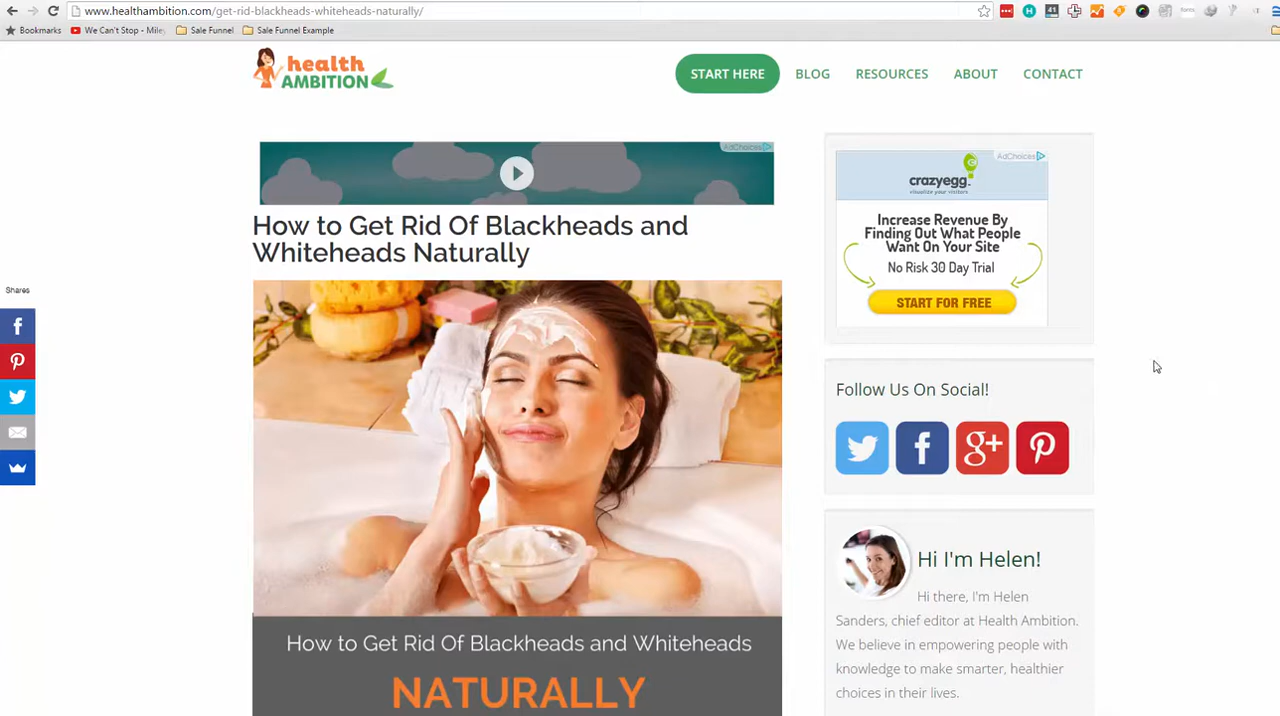 www.healthambition.com/get-rid-blackheads-whiteheads-naturally/
Bookmarks We Can't Stop - Miley Sale Funnel Sale Funnel Example
health
AMBITION
START HERE BLOG RESOURCES ABOUT CONTACT
AdChoices
How to Get Rid Of Blackheads and
Whiteheads Naturally
Shares
How to Get Rid Of Blackheads and Whiteheads
NATURALLY
AdChoices
crazyegg
visualize your visitors
Increase Revenue By
Finding Out What People
Want On Your Site
No Risk 30 Day Trial
START FOR FREE
Follow Us On Social!
Hi I'm Helen!
Hi there, I'm Helen
Sanders, chief editor at Health Ambition.
We believe in empowering people with
knowledge to make smarter, healthier
choices in their lives.